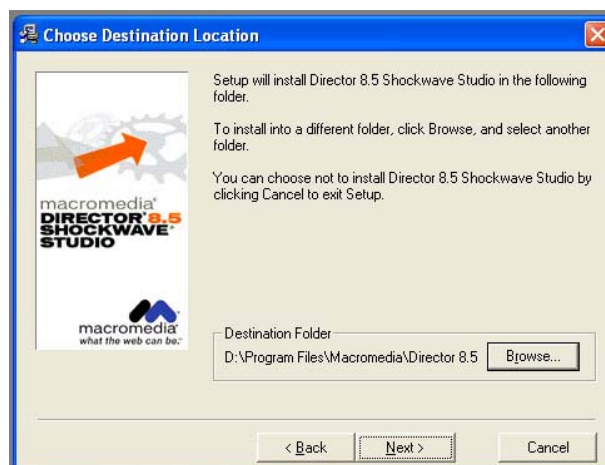 Choose Destination Location
Setup will install Director 8.5 Shockwave Studio in the following
folder.
To install into a different folder, click Browse, and select another
folder.
You can choose not to install Director 8.5 Shockwave Studio by
clicking Cancel to exit Setup.
macromedia®
DIRECTOR® 8.5
SHOCKWAVE®
STUDIO
macromedia®
what the web can be.™
Destination Folder
D:\Program Files\Macromedia\Director 8.5 Browse...
< Back Next > Cancel